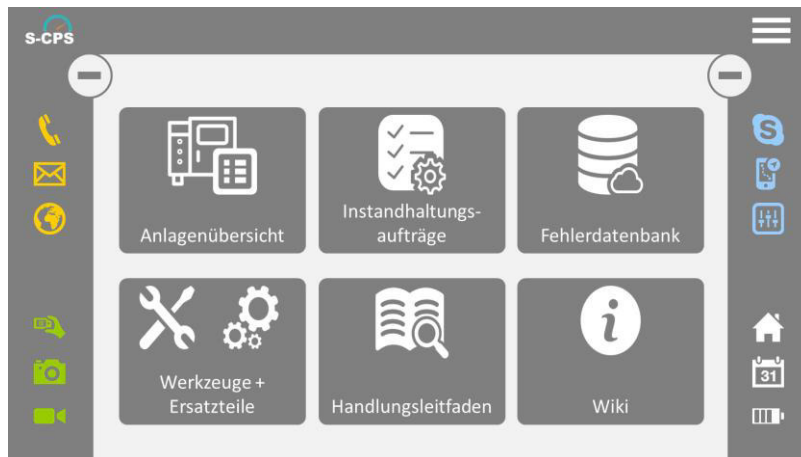 S-CPS
Anlagenübersicht
Instandhaltungs-
aufträge
Fehlerdatenbank
Werkzeuge +
Ersatzteile
Handlungsleitfaden
Wiki
31